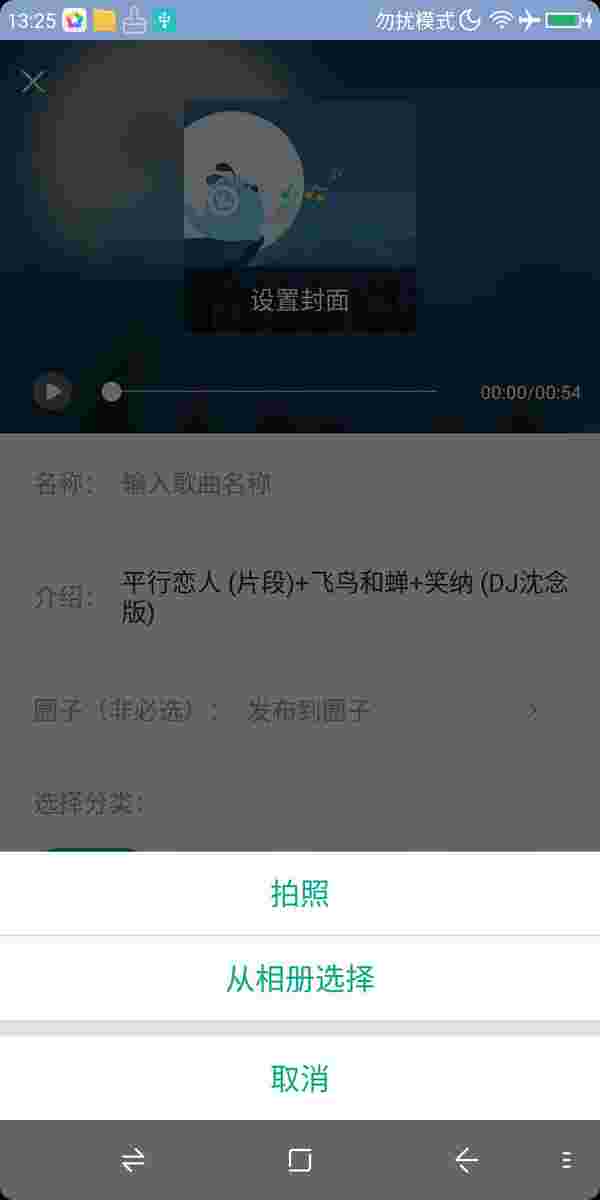 13:25
勿扰模式
设置封面
00:00/00:54
名称：
输入歌曲名称
介绍：
平行恋人 (片段)+飞鸟和蝉+笑纳 (DJ沈念
版)
圈子（非必选）：
发布到圈子
选择分类：
拍照
从相册选择
取消